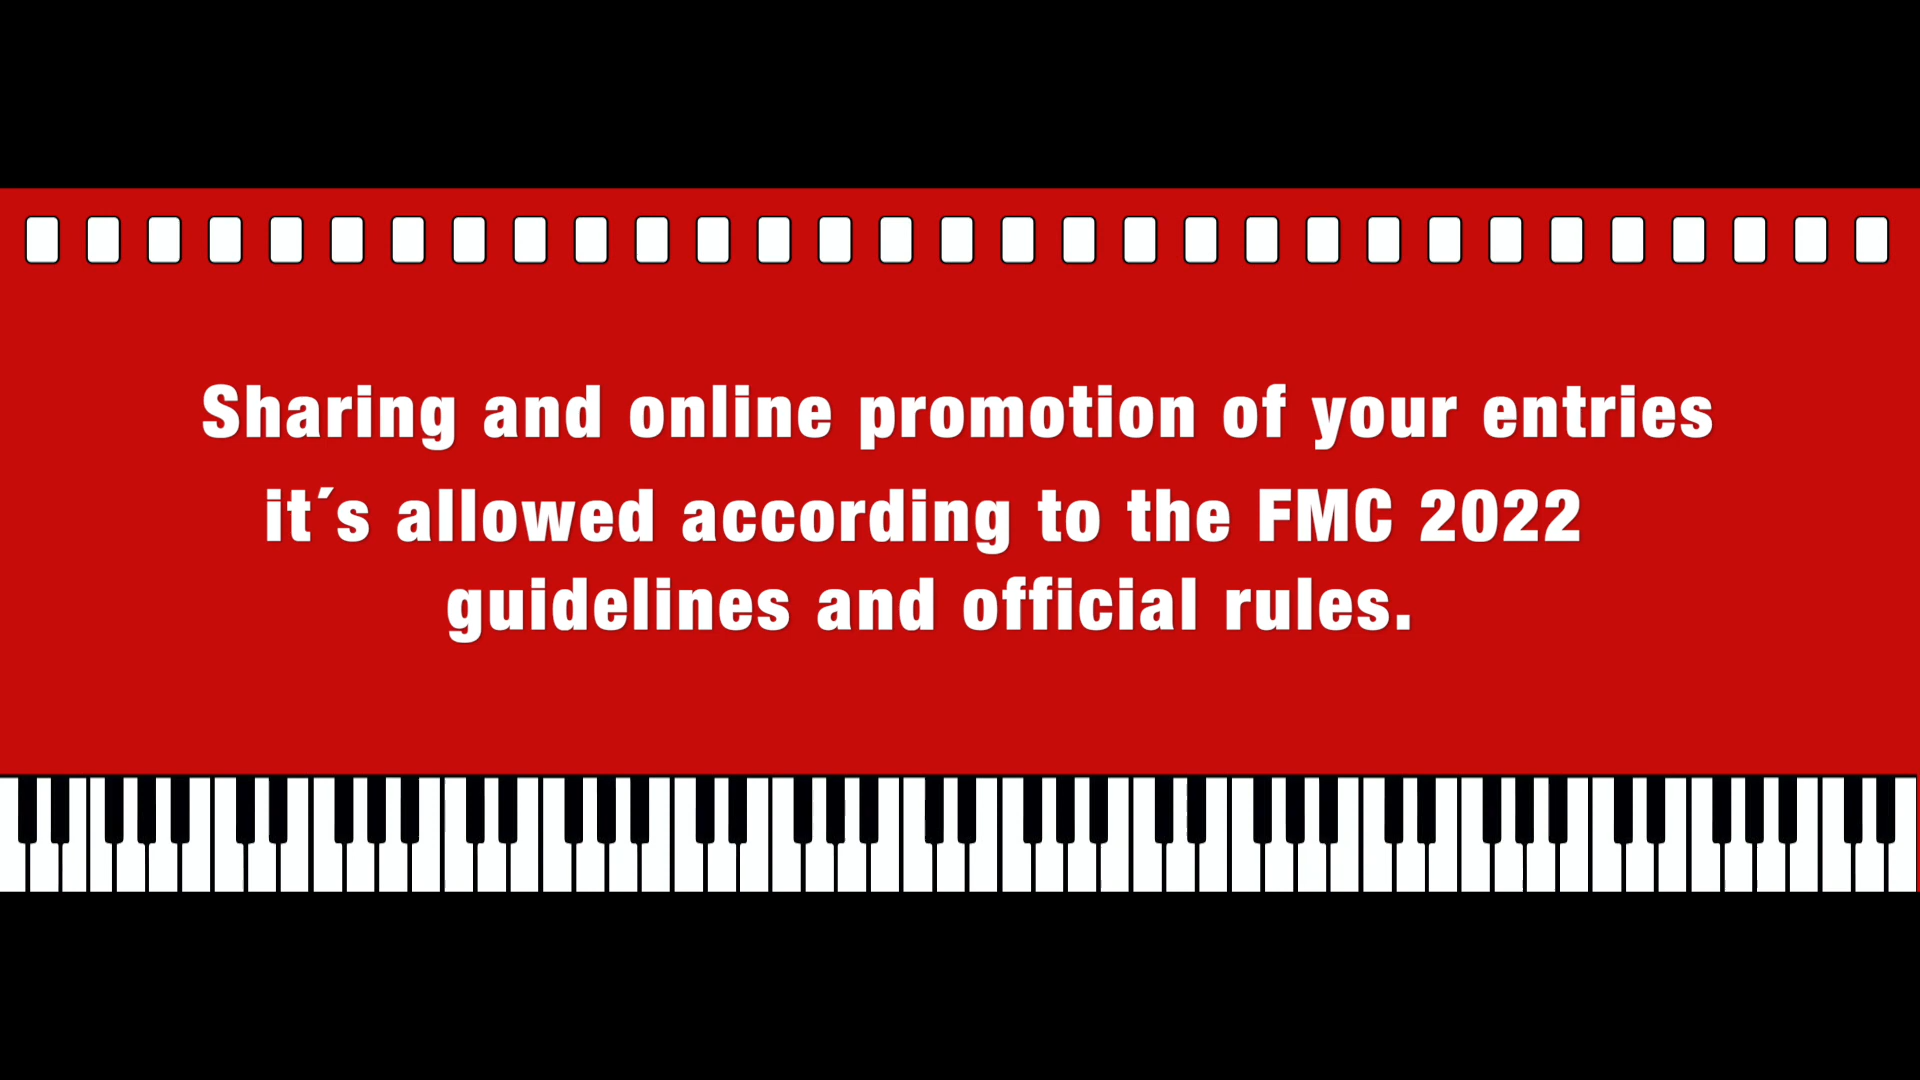 Sharing and online promotion of your entries
it´s allowed according to the FMC 2022
guidelines and official rules.